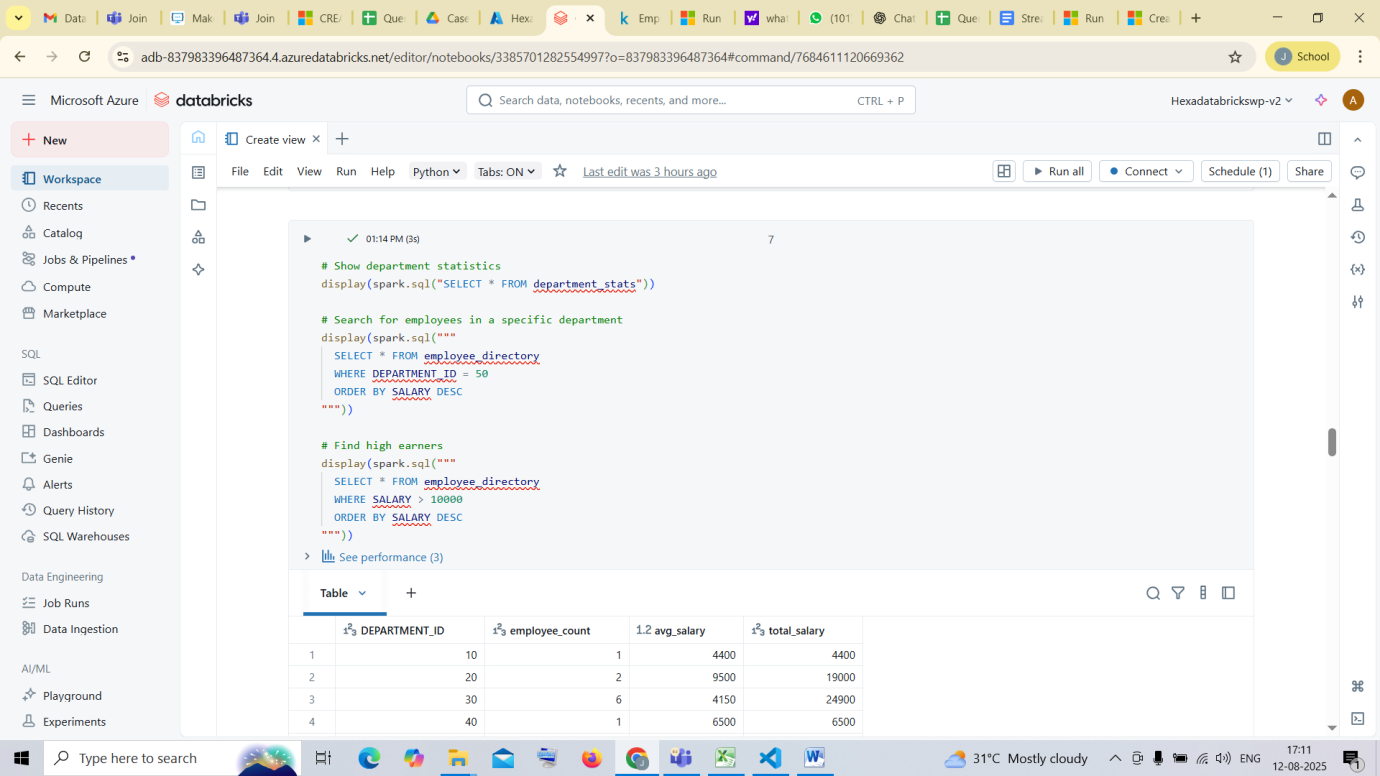 Data
Join
Mak
Join
CRE
Que
Case
Hexa
Emp
Run
what
(101
Chat
Que
Stre
Run
Crea
adb-837983396487364.4.azuredatabricks.net/editor/notebooks/3385701282554997?o=837983396487364#command/7684611120669362
J School
Microsoft Azure databricks
Search data, notebooks, recents, and more... CTRL + P
Hexadatabrickswp-v2 A
New
Create view
File Edit View Run Help Python Tabs: ON Last edit was 3 hours ago
Run all Connect Schedule (1) Share
Workspace
Recents
Catalog
Jobs & Pipelines
Compute
Marketplace
SQL
SQL Editor
Queries
Dashboards
Genie
Alerts
Query History
SQL Warehouses
Data Engineering
Job Runs
Data Ingestion
AI/ML
Playground
Experiments
01:14 PM (3s) 7
# Show department statistics
display(spark.sql("SELECT * FROM department_stats"))
# Search for employees in a specific department
display(spark.sql("""
SELECT * FROM employee_directory
WHERE DEPARTMENT_ID = 50
ORDER BY SALARY DESC
"""))
# Find high earners
display(spark.sql("""
SELECT * FROM employee_directory
WHERE SALARY > 10000
ORDER BY SALARY DESC
"""))
See performance (3)
Table
DEPARTMENT_ID employee_count 1.2 avg_salary total_salary
1 10 1 4400 4400
2 20 2 9500 19000
3 30 6 4150 24900
4 40 1 6500 6500
Type here to search
31°C Mostly cloudy
ENG
17:11
12-08-2025
1